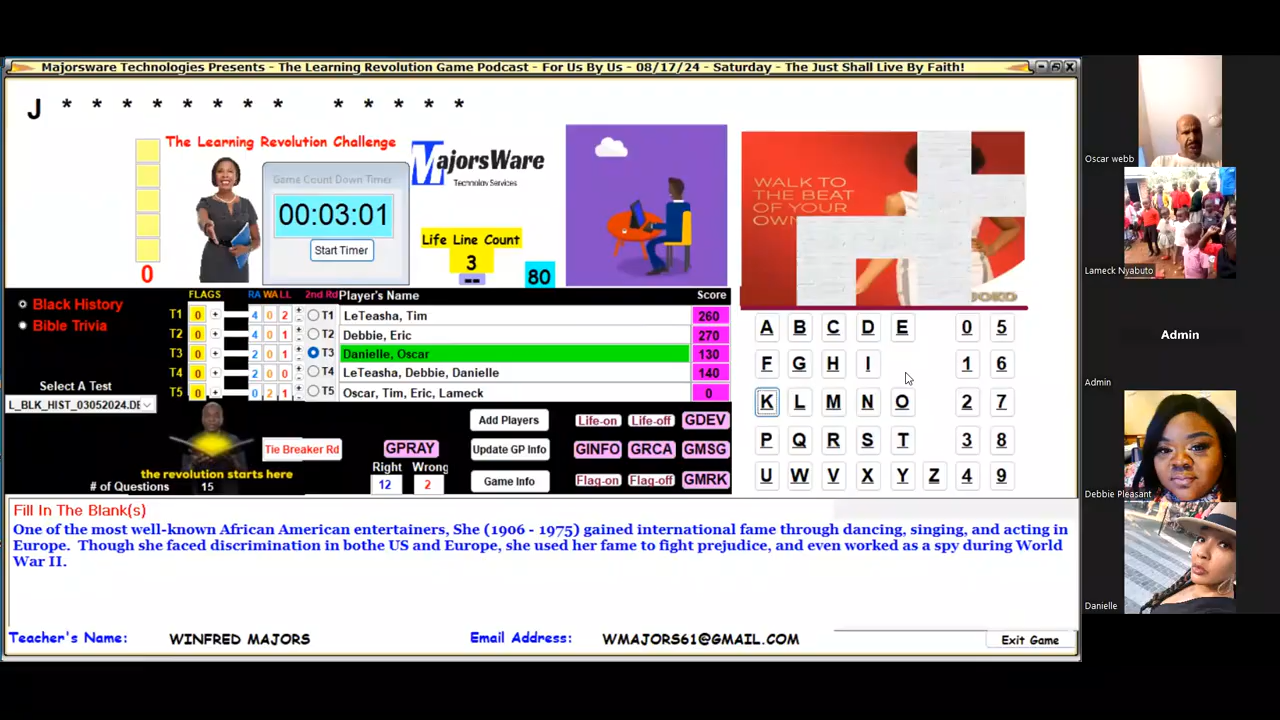 Majorsware Technologies Presents - The Learning Revolution Game Podcast - For Us By Us - 08/17/24 - Saturday - The Just Shall Live By Faith!
J * * * * * * * * * * * * *
The Learning Revolution Challenge
0
Game Count Down Timer
00:03:01
Start Timer
MajorsWare
Technology Services
Life Line Count
3
--
80
WALK TO
THE BEAT
OF YOUR
OWN
FLAGS RA WA LL 2nd Rd Player's Name Score
Black History
Bible Trivia
T1 0 + 4 0 2 T1 LeTeasha, Tim 260
T2 0 + 4 0 1 T2 Debbie, Eric 270
T3 0 + 2 0 1 T3 Danielle, Oscar 130
T4 0 + 2 0 0 T4 LeTeasha, Debbie, Danielle 140
T5 0 + 0 2 1 T5 Oscar, Tim, Eric, Lameck 0
Select A Test
L_BLK_HIST_03052024.DE
the revolution starts here
# of Questions 15
Tie Breaker Rd
GPRAY
Right Wrong
12 2
Add Players
Update GP Info
Game Info
Life-on Life-off GDEV
GINFO GRCA GMSG
Flag-on Flag-off GMRK
A B C D E 0 5
F G H I 1 6
K L M N O 2 7
P Q R S T 3 8
U W V X Y Z 4 9
Fill In The Blank(s)
One of the most well-known African American entertainers, She (1906 - 1975) gained international fame through dancing, singing, and acting in
Europe. Though she faced discrimination in bothe US and Europe, she used her fame to fight prejudice, and even worked as a spy during World
War II.
Teacher's Name: WINFRED MAJORS Email Address: WMAJORS61@GMAIL.COM
Exit Game
Oscar webb
Lameck Nyabuto
Admin
Admin
Debbie Pleasant
Danielle